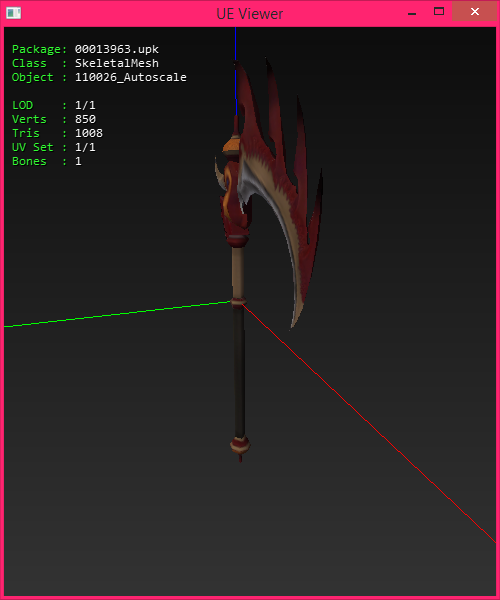 UE Viewer
Package: 00013963.upk
Class  : SkeletalMesh
Object : 110026_Autoscale
LOD    : 1/1
Verts  : 850
Tris   : 1008
UV Set : 1/1
Bones  : 1